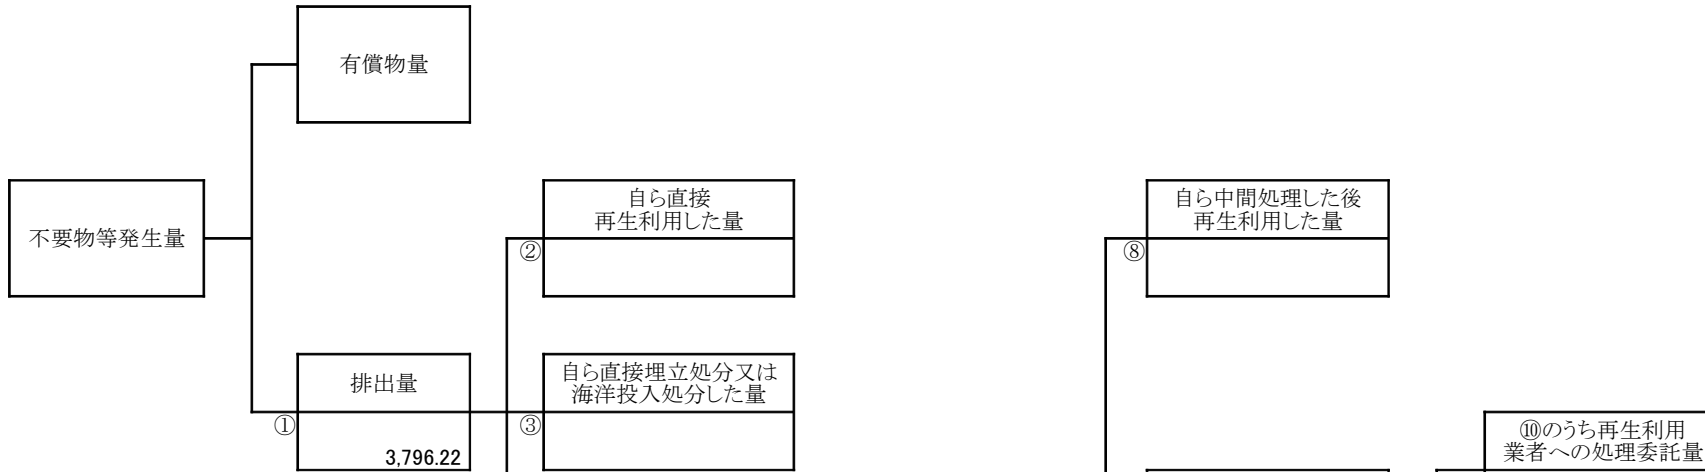 有償物量
不要物等発生量
自ら直接
再生利用した量
②
自ら中間処理した後
再生利用した量
⑧
排出量
①
3,796.22
自ら直接埋立処分又は
海洋投入処分した量
③
⑩のうち再生利用
業者への処理委託量